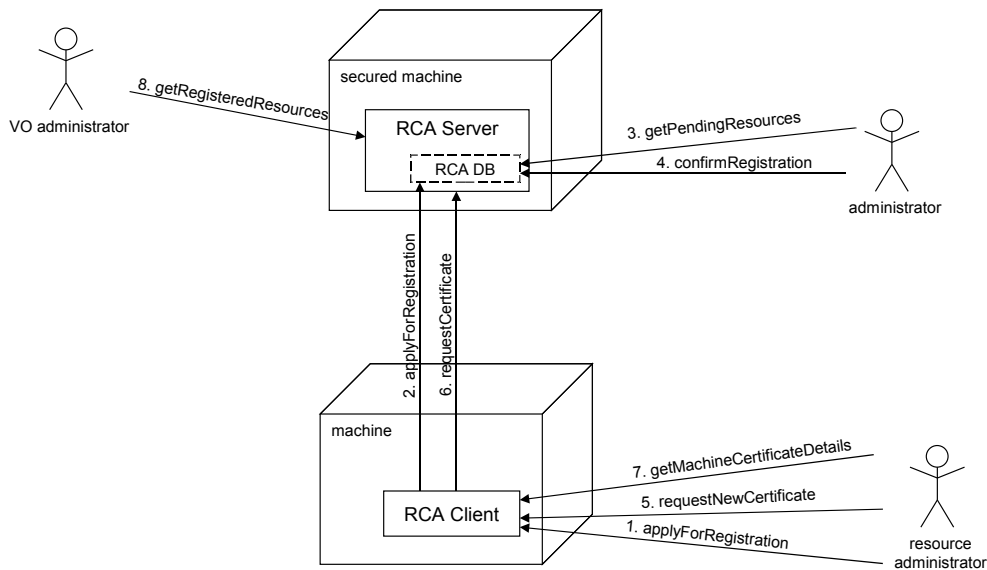 secured machine
8. getRegisteredResources
VO administrator
RCA Server
RCA DB
3. getPendingResources
4. confirmRegistration
administrator
2. applyForRegistration
6. requestCertificate
machine
RCA Client
7. getMachineCertificateDetails
5. requestNewCertificate
1. applyForRegistration
resource
administrator